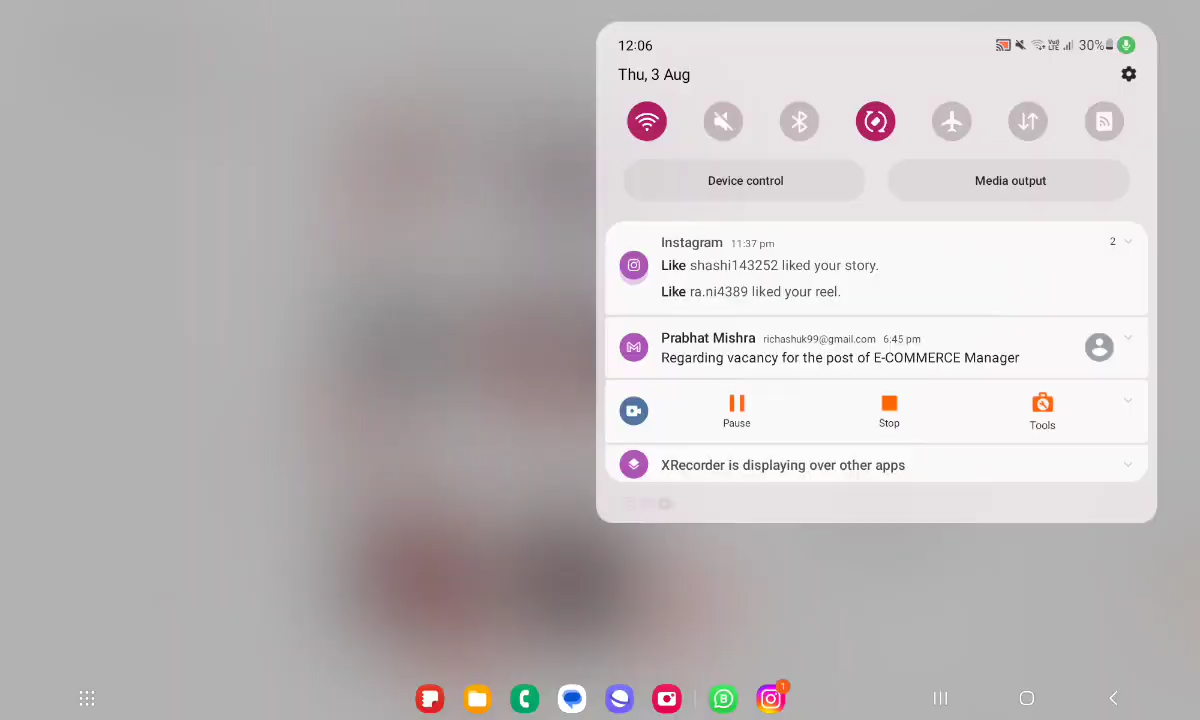 12:06
30%
Thu, 3 Aug
Device control
Media output
Instagram 11:37 pm
2
Like shashi143252 liked your story.
Like ra.ni4389 liked your reel.
Prabhat Mishra richashuk99@gmail.com 6:45 pm
Regarding vacancy for the post of E-COMMERCE Manager
Pause
Stop
Tools
XRecorder is displaying over other apps
1